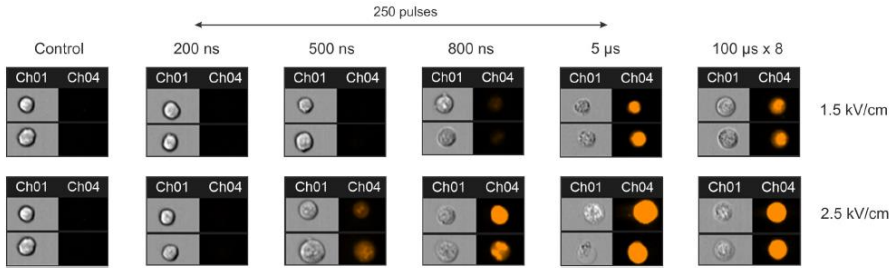 250 pulses
Control 200 ns 500 ns 800 ns 5 µs 100 µs x 8
Ch01 Ch04 Ch01 Ch04 Ch01 Ch04 Ch01 Ch04 Ch01 Ch04 Ch01 Ch04
1.5 kV/cm
Ch01 Ch04 Ch01 Ch04 Ch01 Ch04 Ch01 Ch04 Ch01 Ch04 Ch01 Ch04
2.5 kV/cm